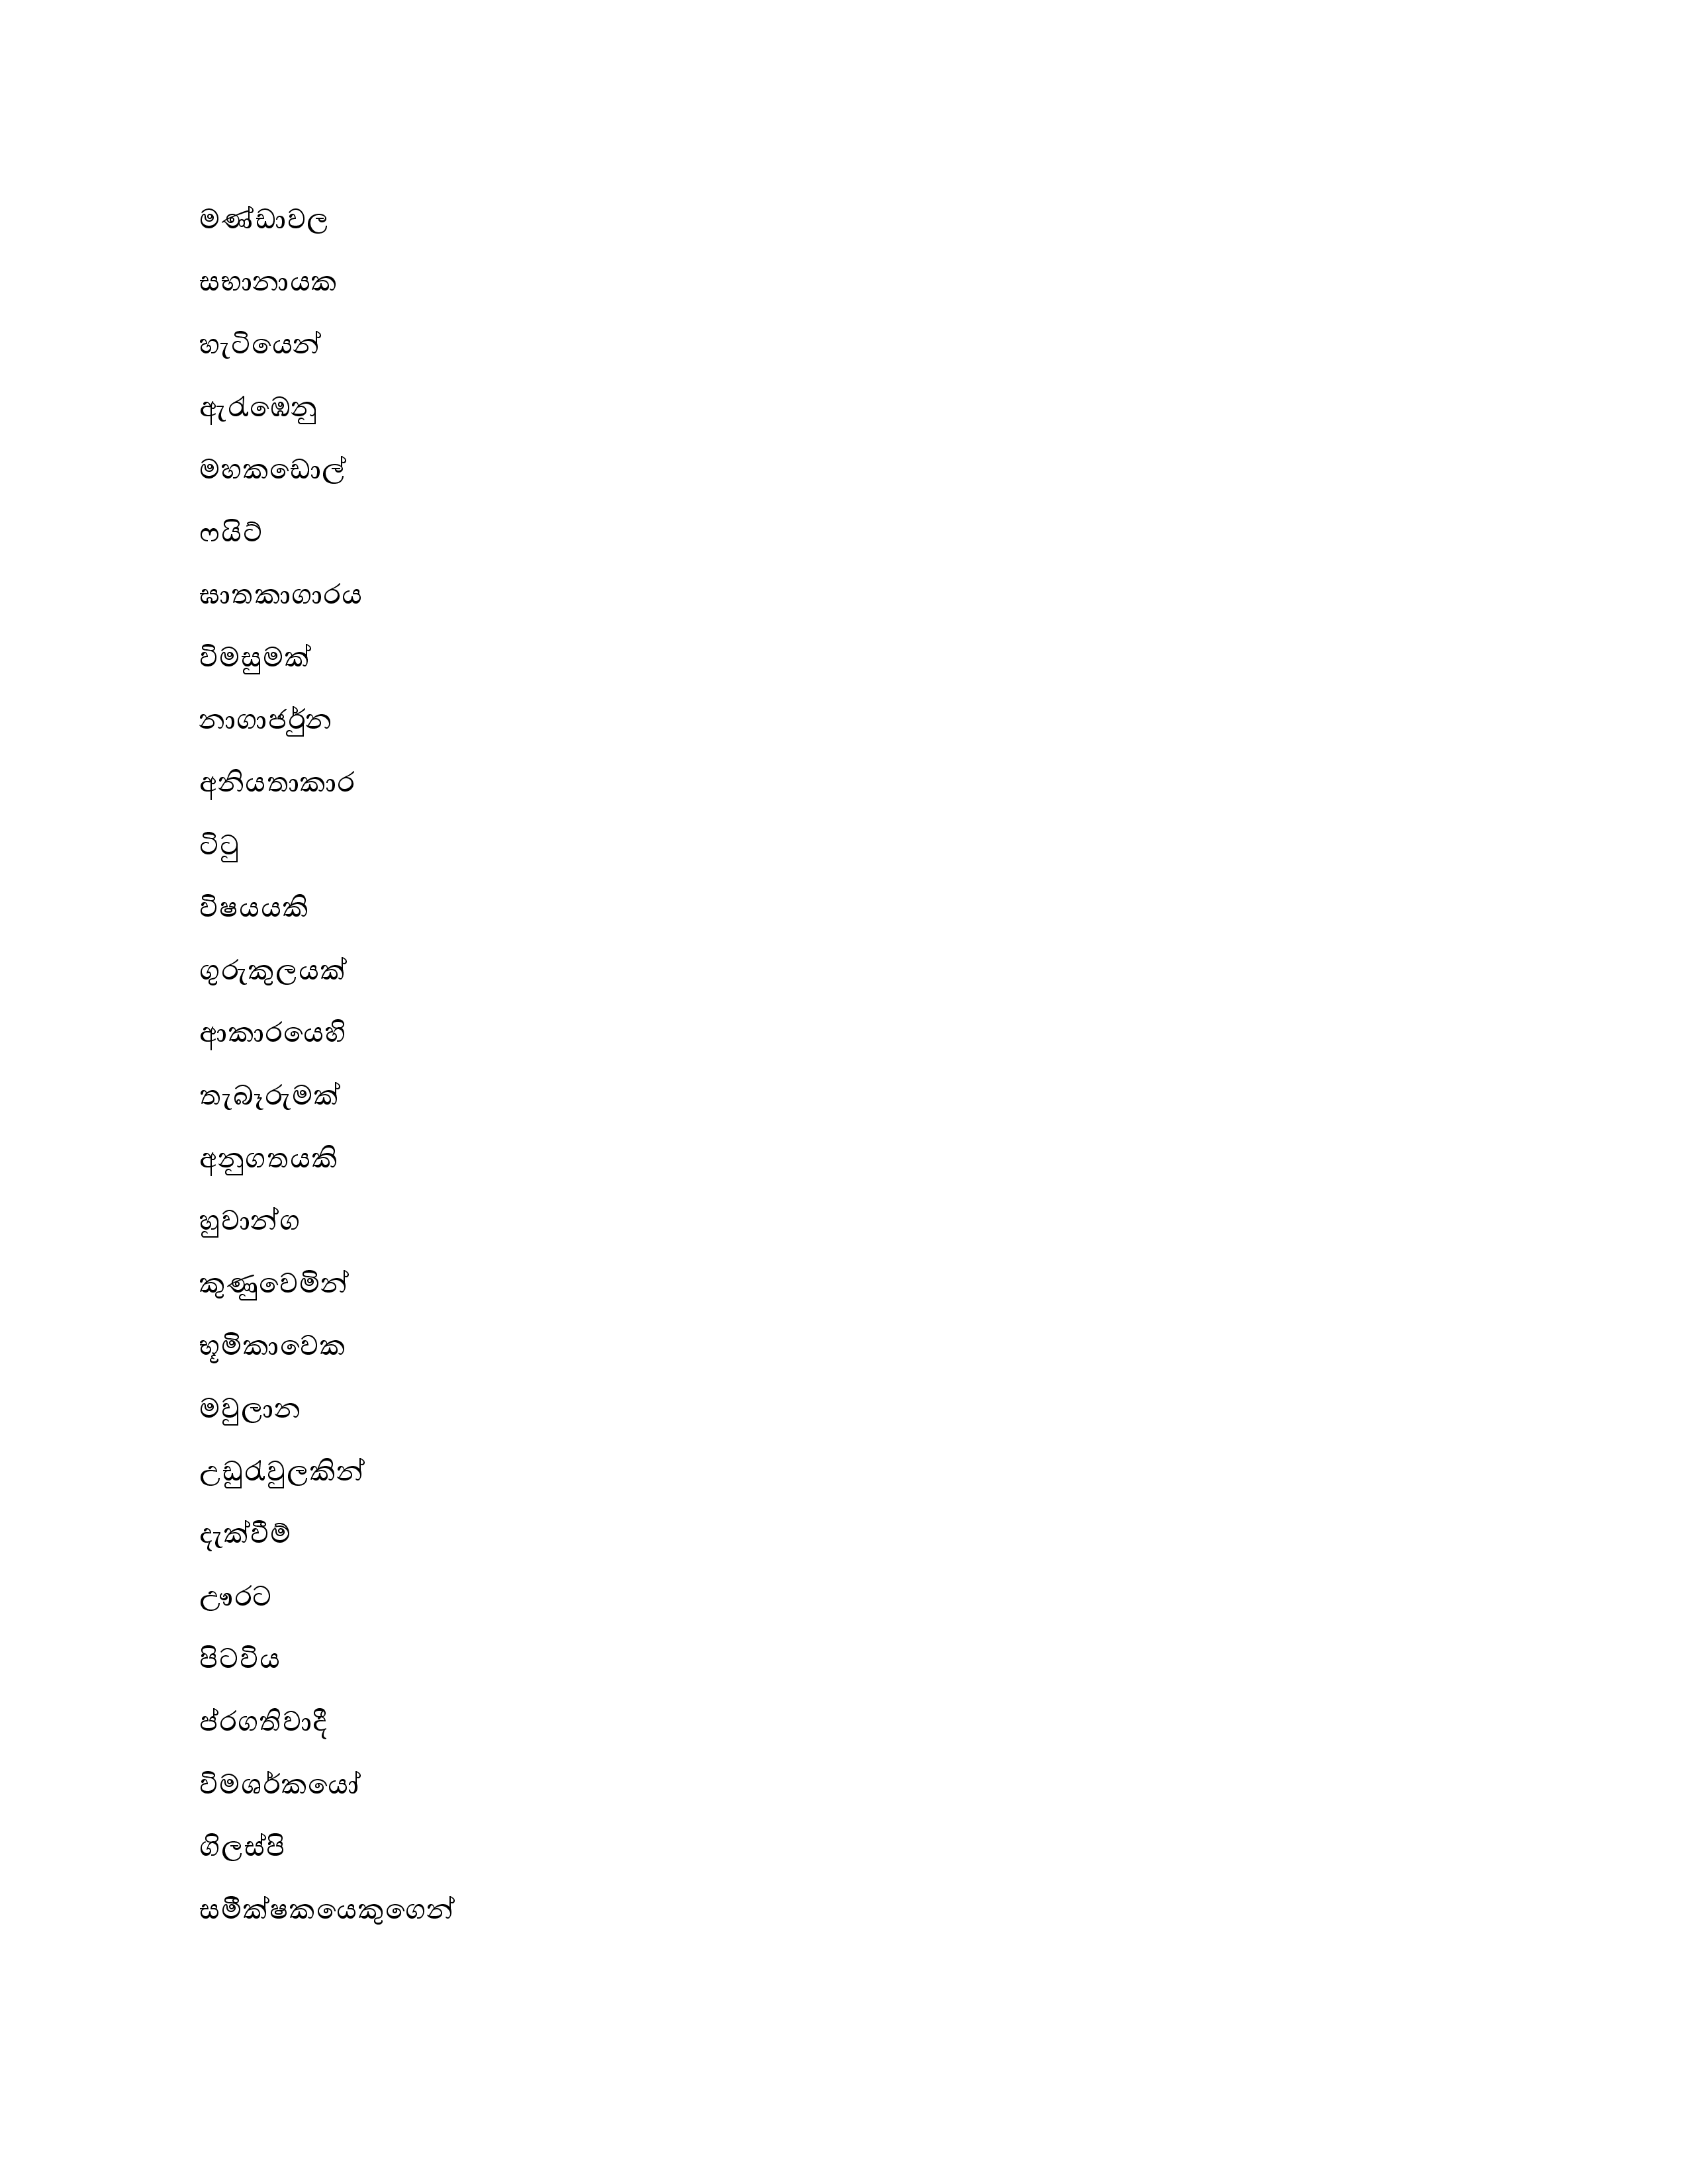 මණ්ඩාවල
සභානායක
හැටියෙන්
ඇරඹෙනු
මහකඩොල්
ෆයිට්
ඝාතකාගාරය
විමසුමක්
නාගාජර්‍න
අනියතාකාර
ටිටු
විෂයයකි
ගුරුකුලයක්
ආකාරයෙහි
තැබෑරුමක්
අනුගතයකි
හුවාන්ග
කුණුවෙමින්
භූමිකාවෙක
මවුලාන
උඩුරැවුලකින්
දැක්වීම්
ඌරට
පිටවිය
ප්රගතිවාදී
විමශර්කයෝ
ගිලස්පි
සමීක්ෂකයෙකුගෙන්